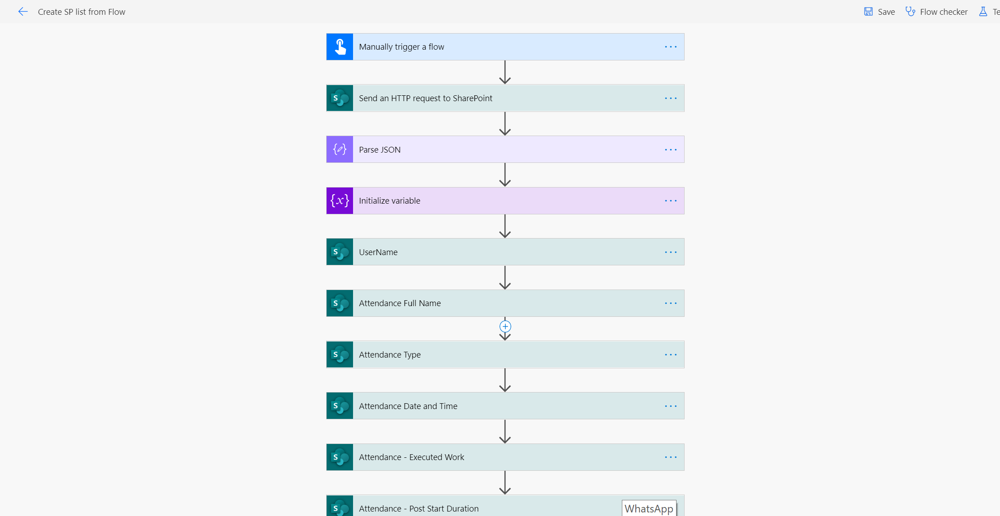 Create SP list from Flow
Save
Flow checker
Te
Manually trigger a flow
S
Send an HTTP request to SharePoint
Parse JSON
{x}
Initialize variable
S
UserName
S
Attendance Full Name
S
Attendance Type
S
Attendance Date and Time
S
Attendance - Executed Work
S
Attendance - Post Start Duration
WhatsApp